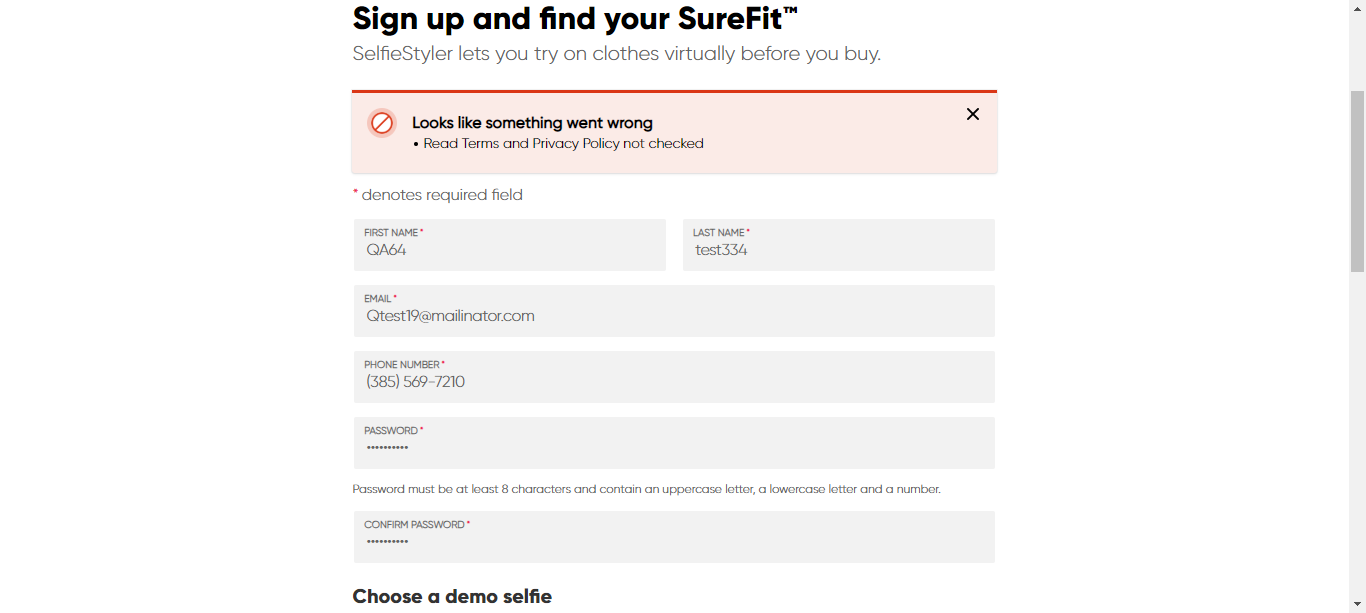 Sign up and find your SureFit™
SelfieStyler lets you try on clothes virtually before you buy.
Looks like something went wrong
• Read Terms and Privacy Policy not checked
* denotes required field
FIRST NAME *
QA64
LAST NAME *
test334
EMAIL *
Qtest19@mailinator.com
PHONE NUMBER *
(385) 569-7210
PASSWORD *
••••••••••
Password must be at least 8 characters and contain an uppercase letter, a lowercase letter and a number.
CONFIRM PASSWORD *
••••••••••
Choose a demo selfie